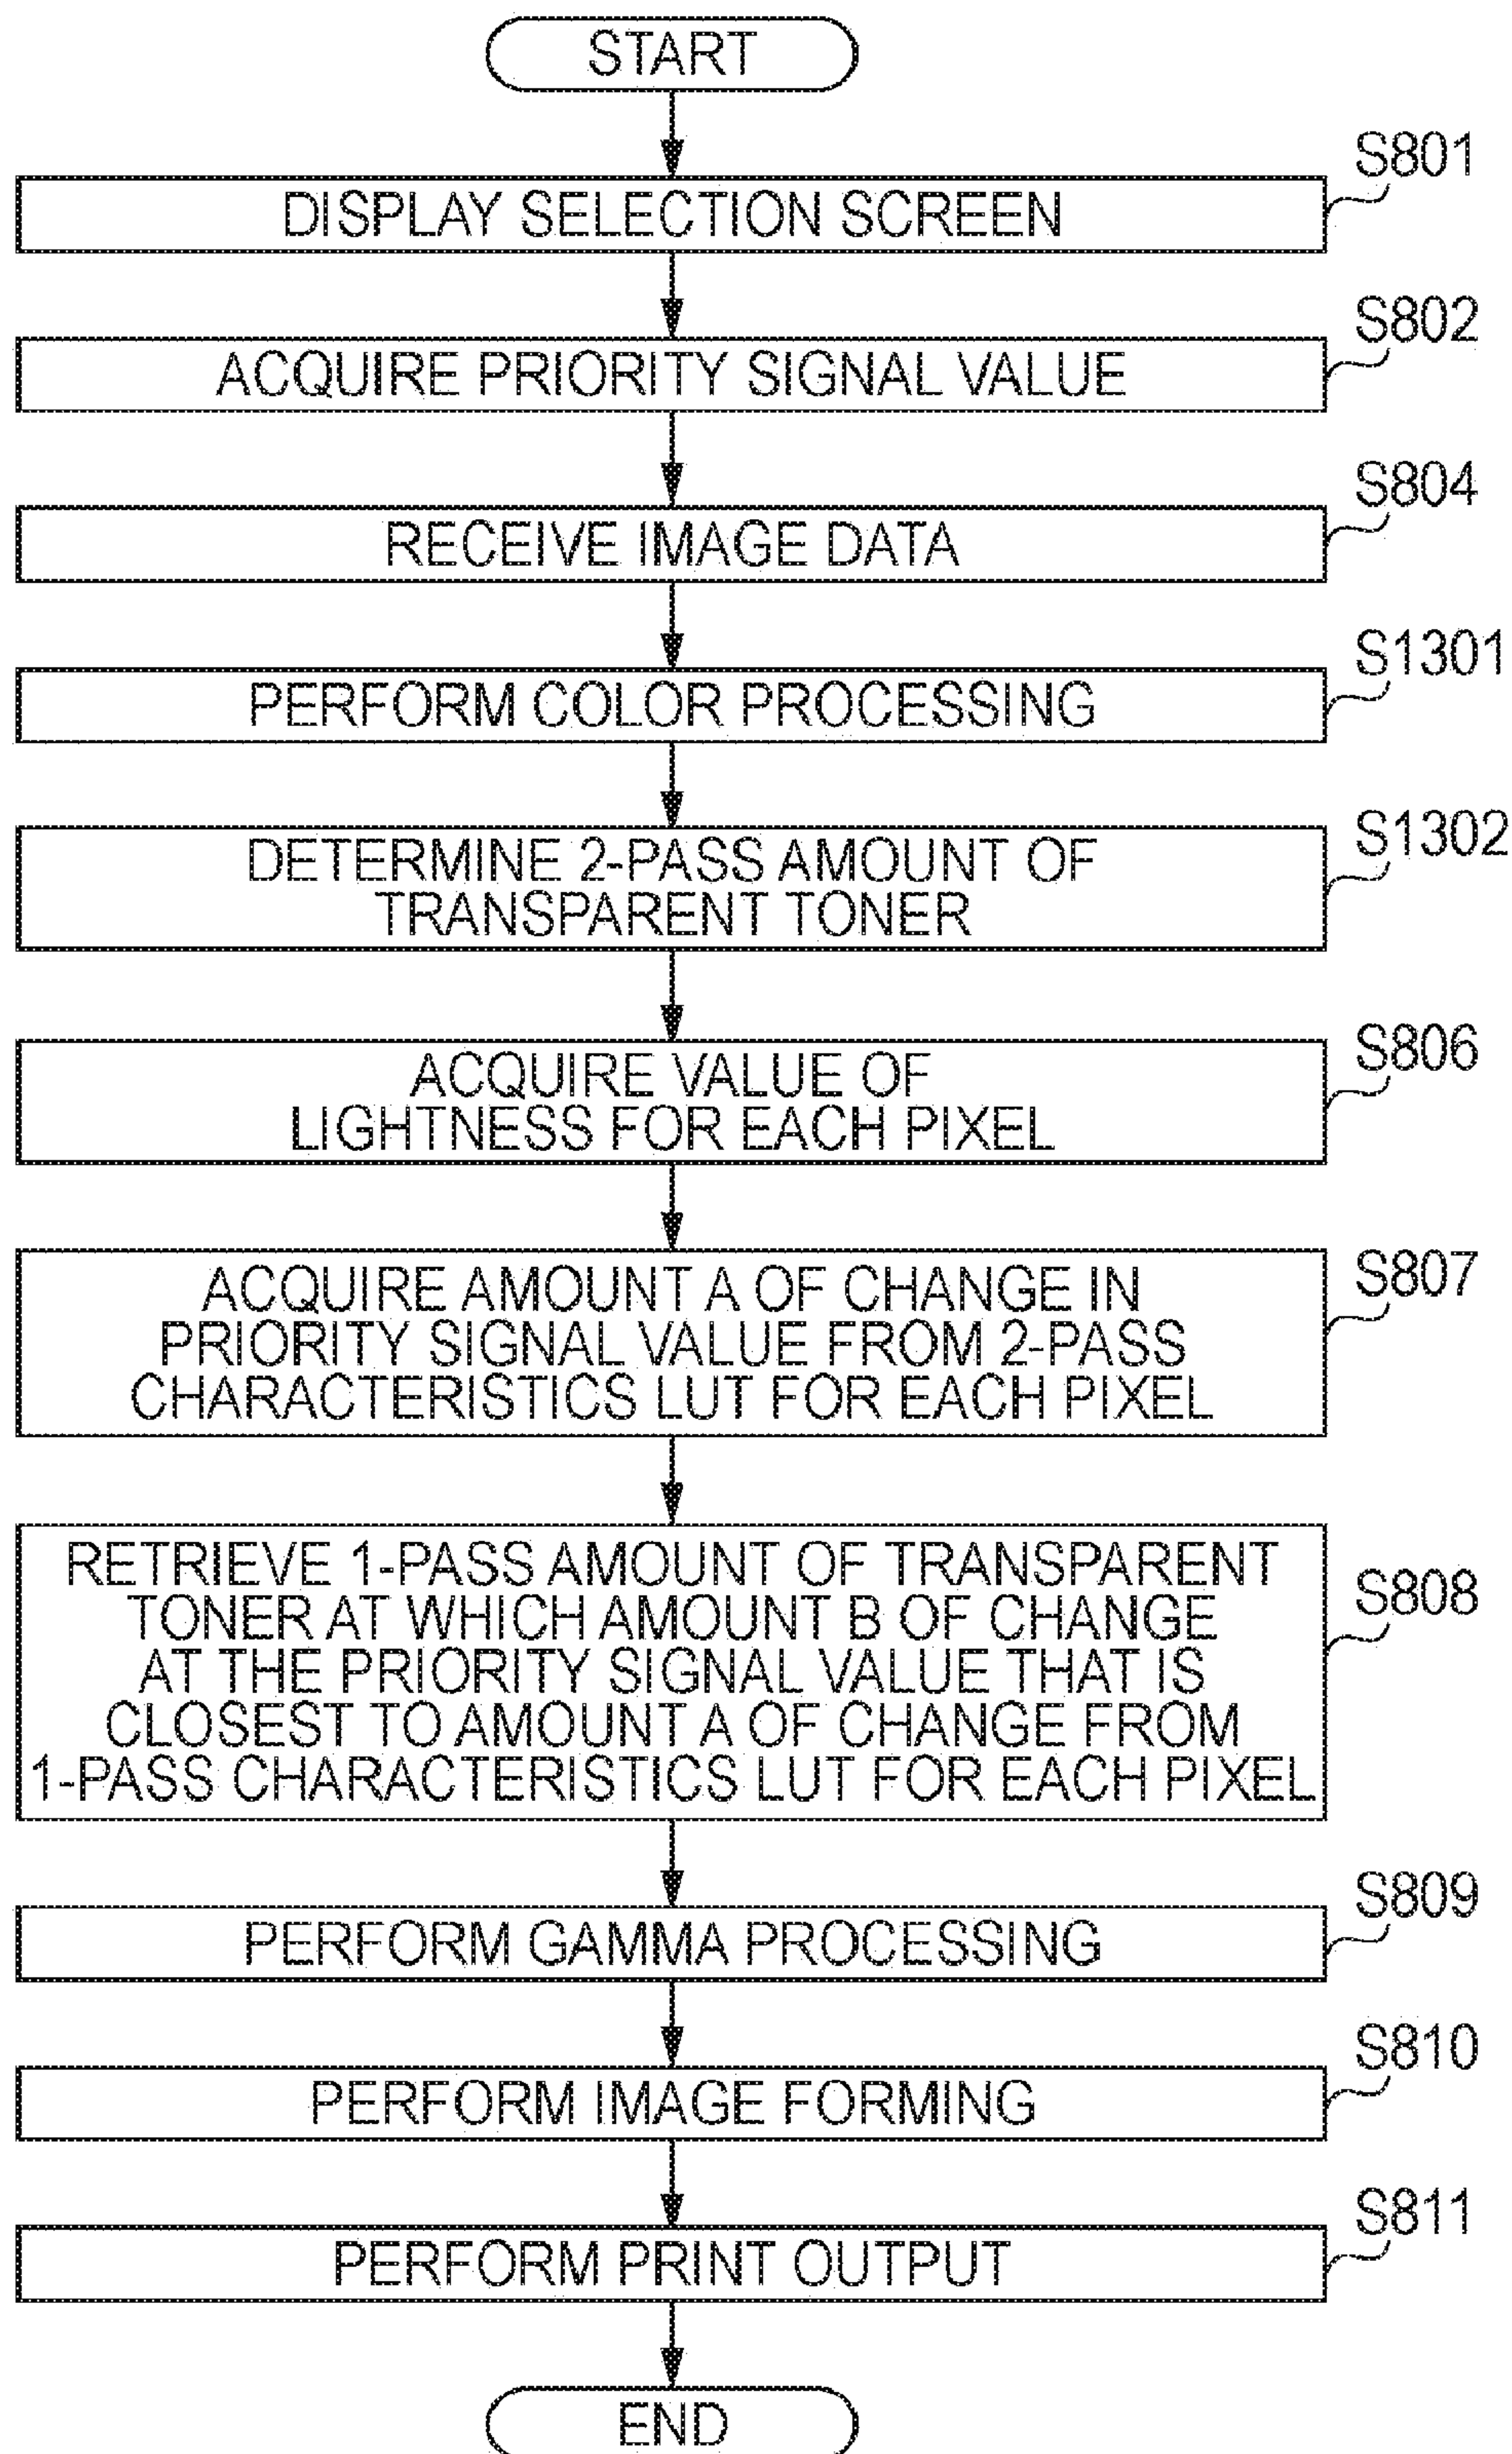 START
S801
DISPLAY SELECTION SCREEN
S802
ACQUIRE PRIORITY SIGNAL VALUE
S804
RECEIVE IMAGE DATA
S1301
PERFORM COLOR PROCESSING
S1302
DETERMINE 2-PASS AMOUNT OF
TRANSPARENT TONER
S806
ACQUIRE VALUE OF
LIGHTNESS FOR EACH PIXEL
S807
ACQUIRE AMOUNT A OF CHANGE IN
PRIORITY SIGNAL VALUE FROM 2-PASS
CHARACTERISTICS LUT FOR EACH PIXEL
S808
RETRIEVE 1-PASS AMOUNT OF TRANSPARENT
TONER AT WHICH AMOUNT B OF CHANGE
AT THE PRIORITY SIGNAL VALUE THAT IS
CLOSEST TO AMOUNT A OF CHANGE FROM
1-PASS CHARACTERISTICS LUT FOR EACH PIXEL
S809
PERFORM GAMMA PROCESSING
S810
PERFORM IMAGE FORMING
S811
PERFORM PRINT OUTPUT
END